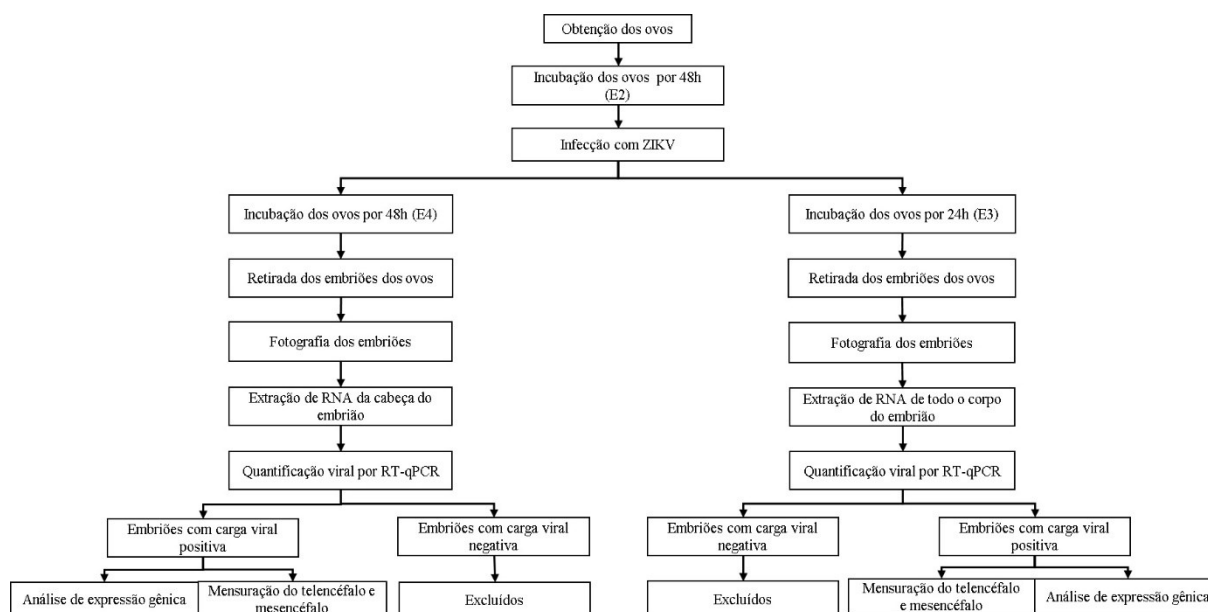 Obtenção dos ovos
Incubação dos ovos por 48h
(E2)
Infecção com ZIKV
Incubação dos ovos por 48h (E4)
Incubação dos ovos por 24h (E3)
Retirada dos embriões dos ovos
Retirada dos embriões dos ovos
Fotografia dos embriões
Fotografia dos embriões
Extração de RNA da cabeça do
embrião
Extração de RNA de todo o corpo
do embrião
Quantificação viral por RT-qPCR
Quantificação viral por RT-qPCR
Embriões com carga viral
positiva
Embriões com carga viral
negativa
Embriões com carga viral
negativa
Embriões com carga viral
positiva
Análise de expressão gênica
Mensuração do telencéfalo e
mesencéfalo
Excluídos
Excluídos
Mensuração do telencéfalo
e mesencéfalo
Análise de expressão gênica